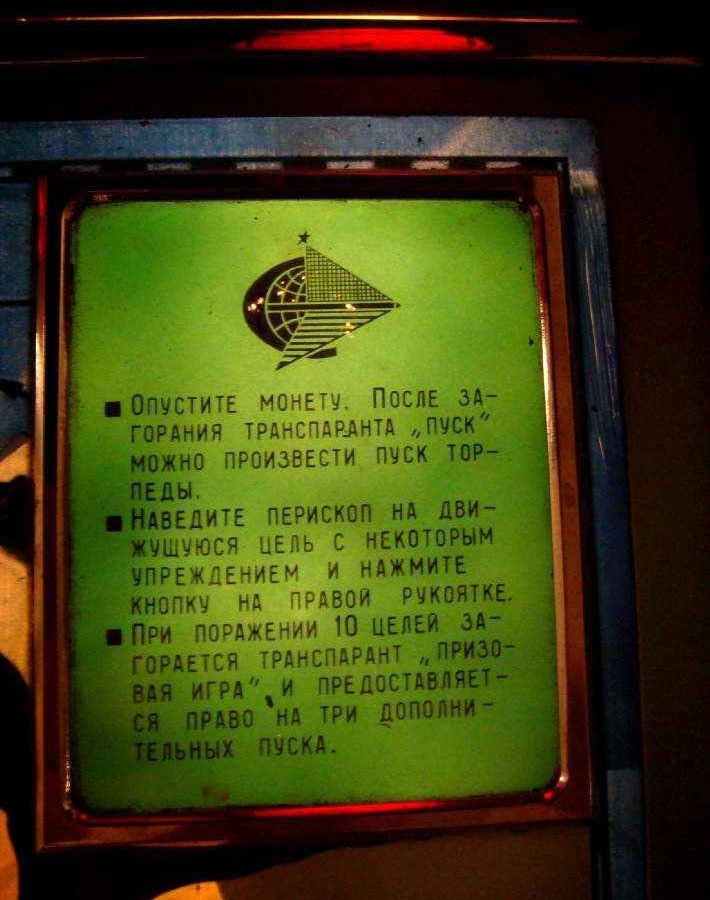 ■ Опустите монету. После за-
горания транспаранта „пуск"
можно произвести пуск тор-
педы.
■ Наведите перископ на дви-
жущуюся цель с некоторым
упреждением и нажмите
кнопку на правой рукоятке.
■ При поражении 10 целей за-
горается транспарант „призо-
вая игра", и предоставляет-
ся право на три дополни-
тельных пуска.